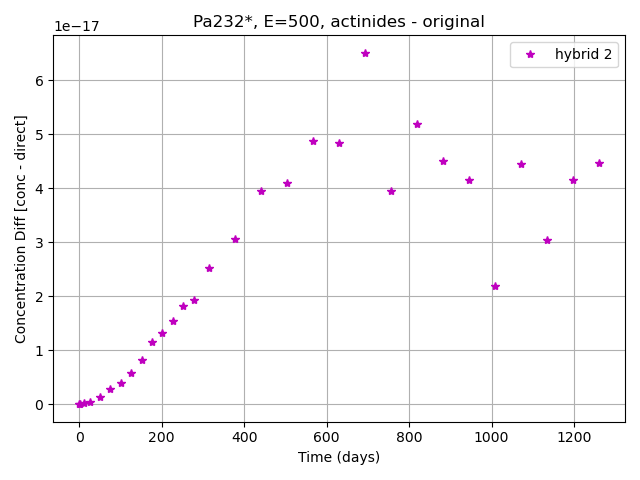 Pa232*, E=500, actinides - original
1e−17
hybrid 2
6
5
4
3
2
1
0
Concentration Diff [conc - direct]
0 200 400 600 800 1000 1200
Time (days)